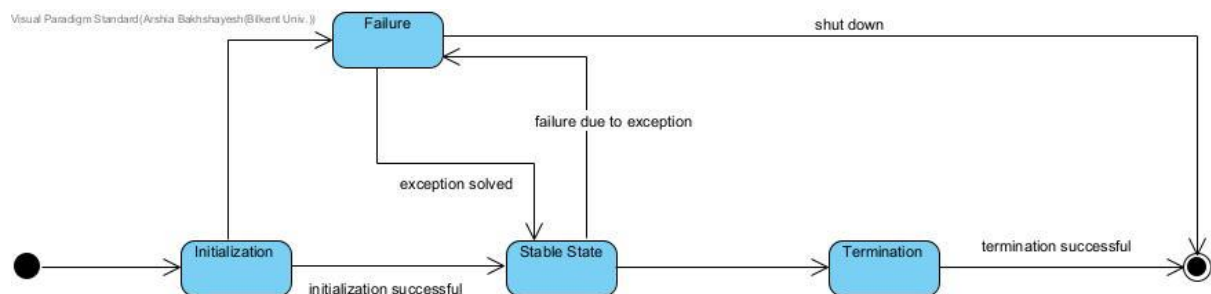 Visual Paradigm Standard(Arshia Bakhshayesh(Bilkent Univ.))
Failure
shut down
failure due to exception
exception solved
Initialization
Stable State
Termination
termination successful
initialization successful